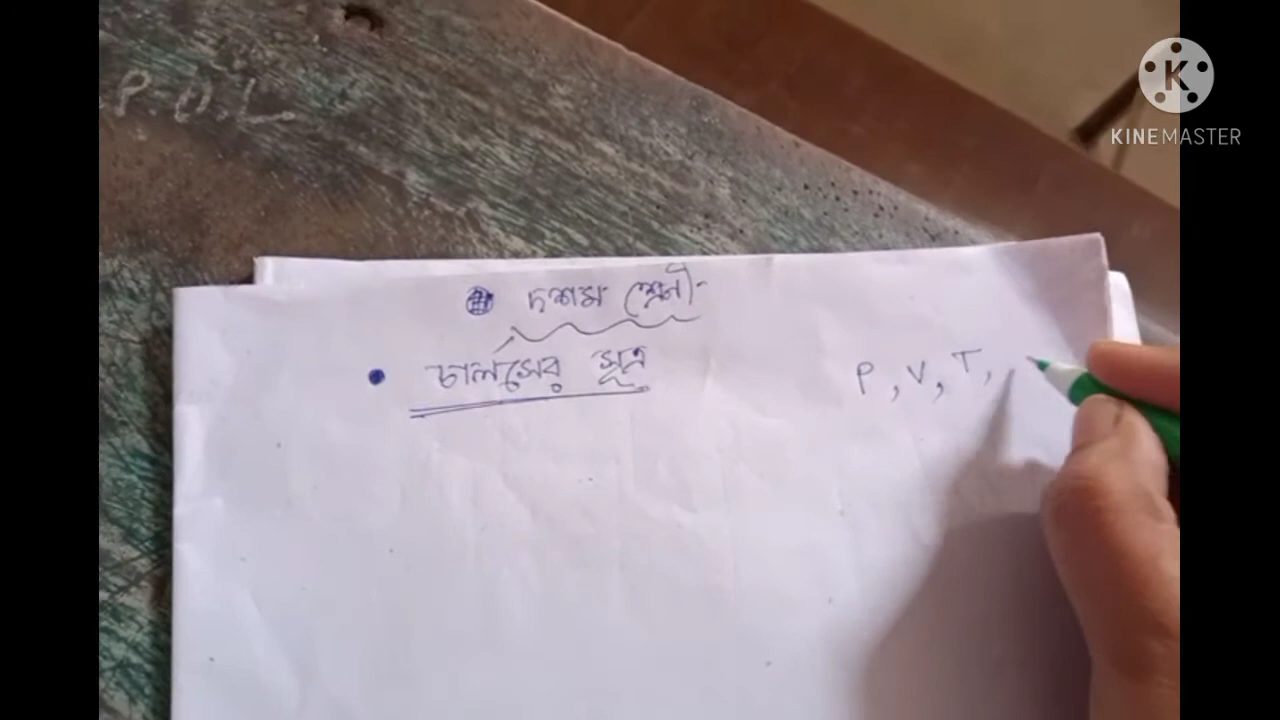 P.O.L
K
KINEMASTER
দশম শ্রেনী-
চার্লসের সূত্র
P, V, T,